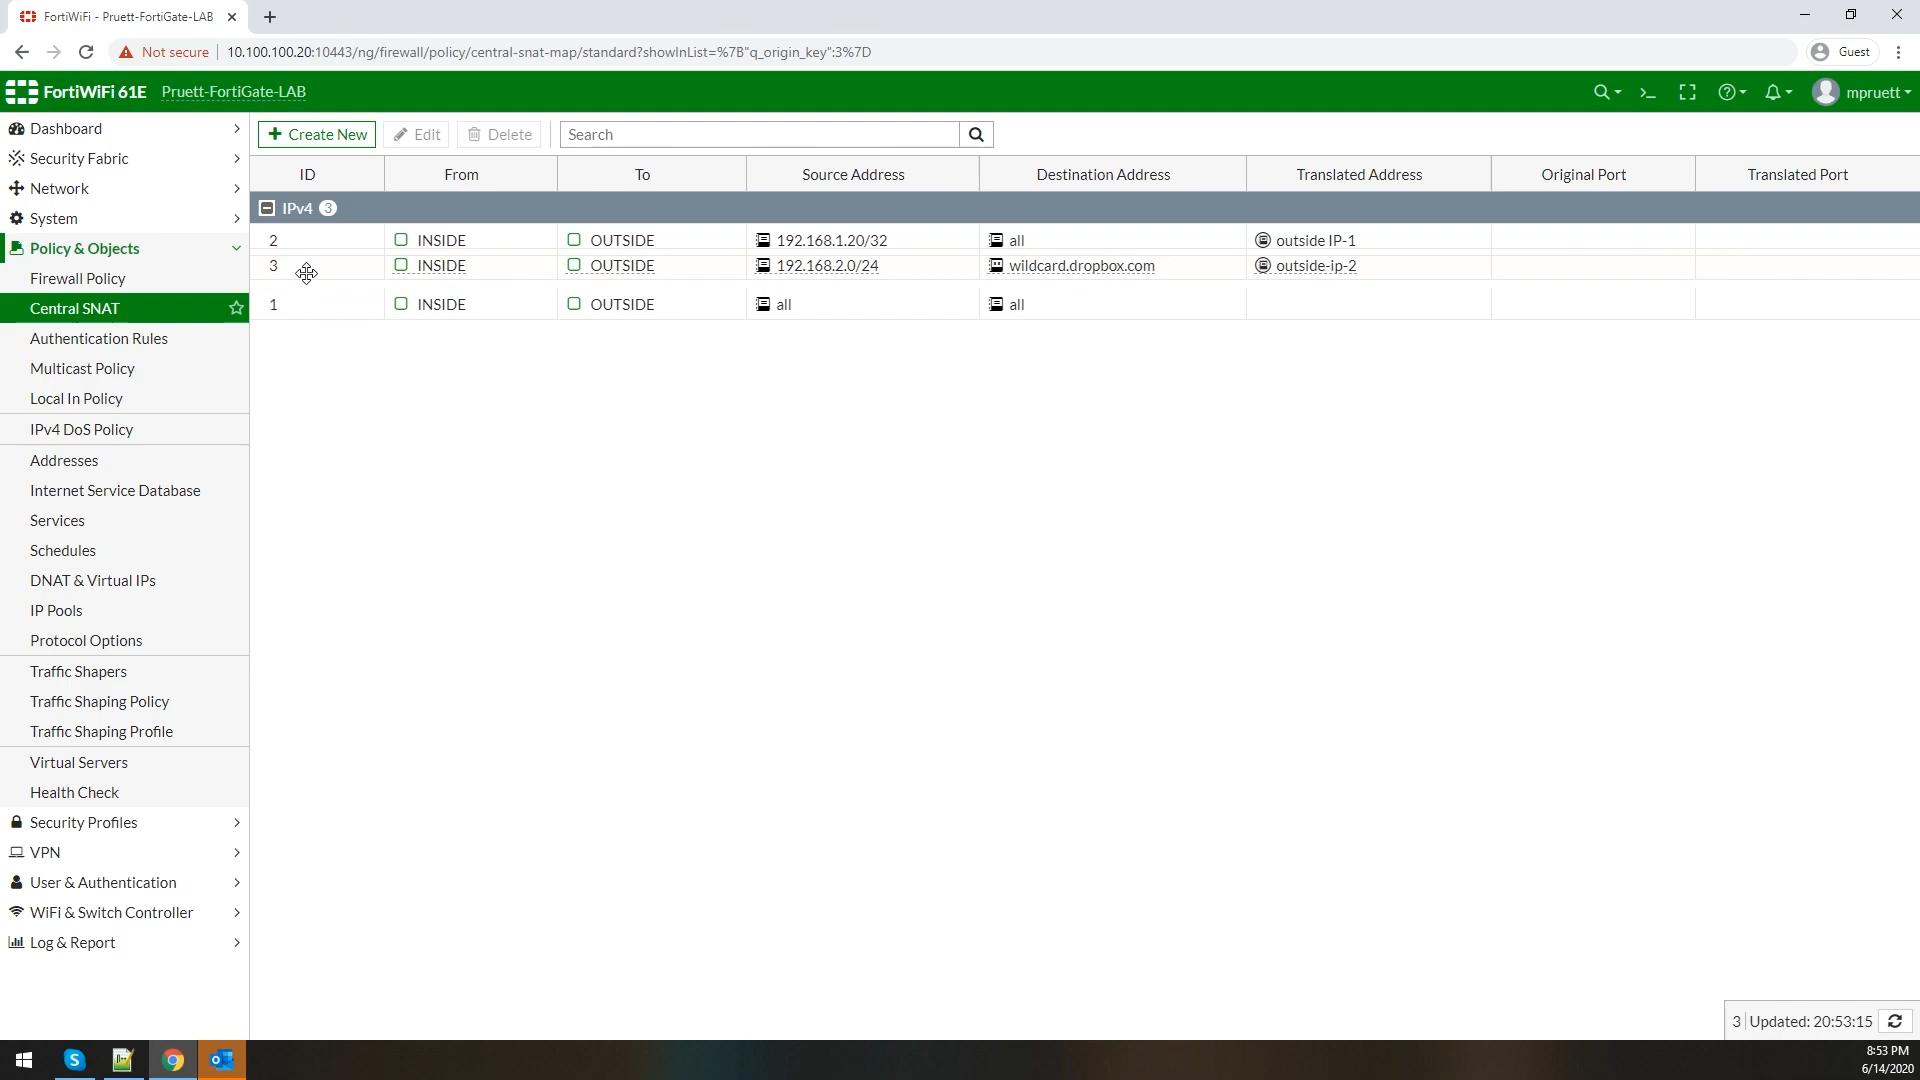 FortiWiFi - Pruett-FortiGate-LAB
Not secure 10.100.100.20:10443/ng/firewall/policy/central-snat-map/standard?showInList=%7B"q_origin_key":3%7D Guest
FortiWiFi 61E Pruett-FortiGate-LAB mpruett
Dashboard
Security Fabric
Network
System
Policy & Objects
Firewall Policy
Central SNAT
Authentication Rules
Multicast Policy
Local In Policy
IPv4 DoS Policy
Addresses
Internet Service Database
Services
Schedules
DNAT & Virtual IPs
IP Pools
Protocol Options
Traffic Shapers
Traffic Shaping Policy
Traffic Shaping Profile
Virtual Servers
Health Check
Security Profiles
VPN
User & Authentication
WiFi & Switch Controller
Log & Report
Create New Edit Delete Search
ID From To Source Address Destination Address Translated Address Original Port Translated Port
IPv4 3
2 INSIDE OUTSIDE 192.168.1.20/32 all outside IP-1
3 INSIDE OUTSIDE 192.168.2.0/24 wildcard.dropbox.com outside-ip-2
1 INSIDE OUTSIDE all all
3 Updated: 20:53:15
8:53 PM
6/14/2020